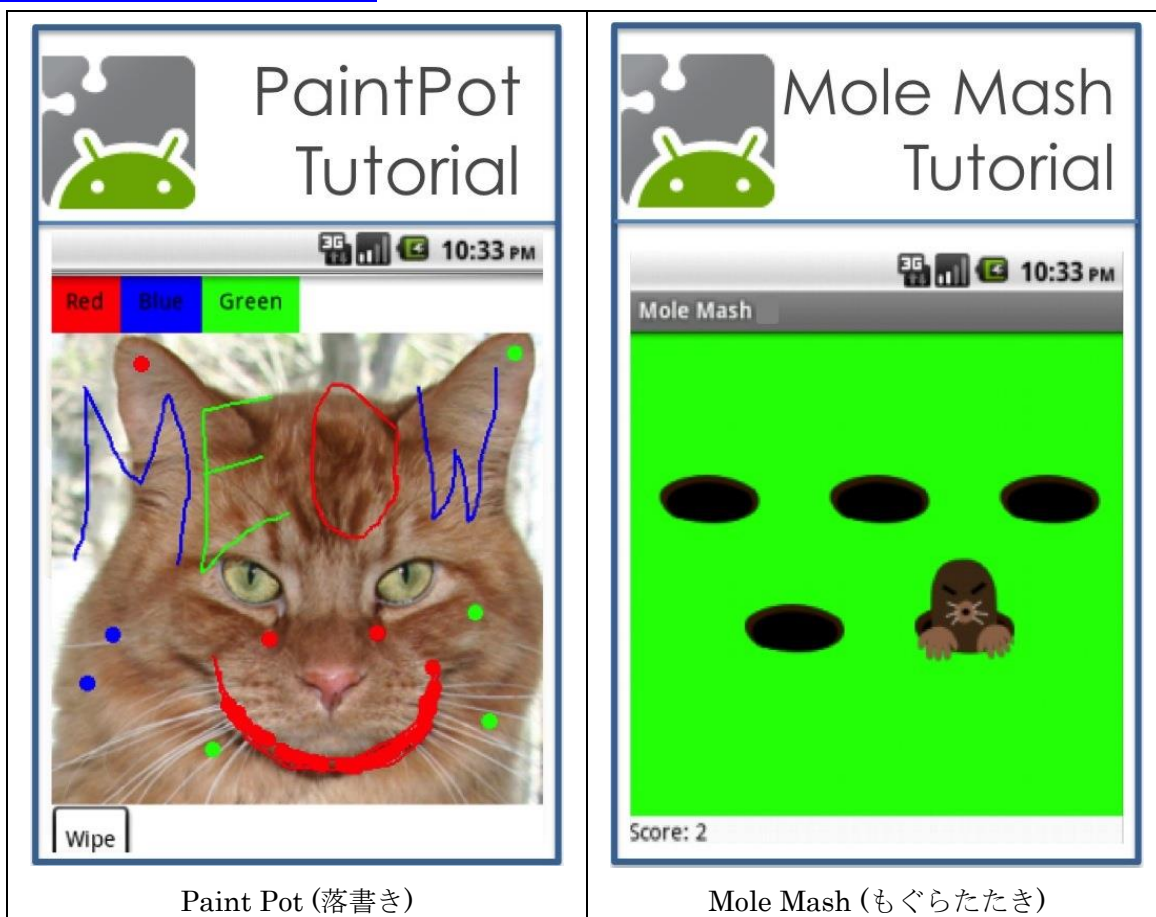 PaintPot
Tutorial
10:33 PM
Red Blue Green
MEOW
Wipe
Paint Pot (落書き)
Mole Mash
Tutorial
3G
10:33 PM
Mole Mash
Score: 2
Mole Mash (もぐらたたき)